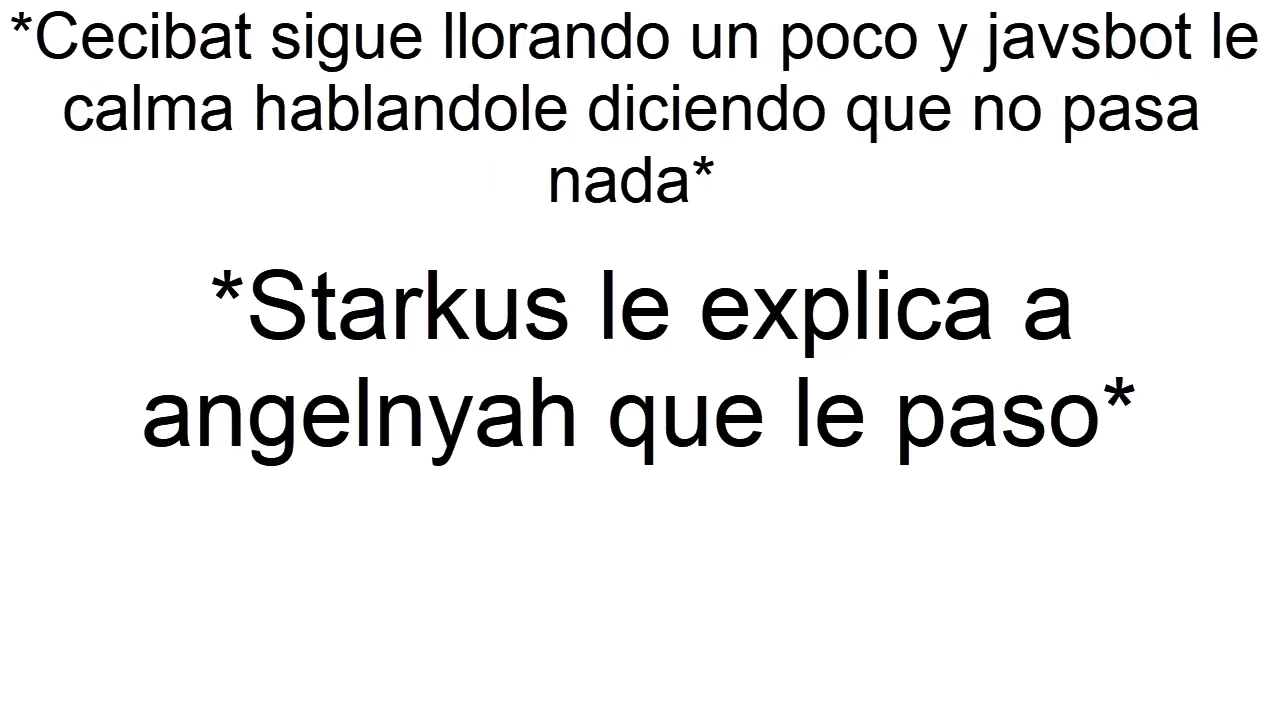 *Cecibat sigue llorando un poco y javsbot le
calma hablandole diciendo que no pasa
nada*
*Starkus le explica a
angelnyah que le paso*